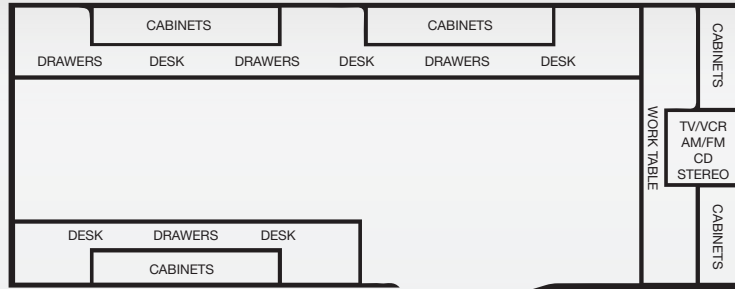 CABINETS CABINETS
DRAWERS DESK DRAWERS DESK DRAWERS DESK
CABINETS
WORK TABLE
TV/VCR
AM/FM
CD
STEREO
CABINETS
DESK DRAWERS DESK
CABINETS